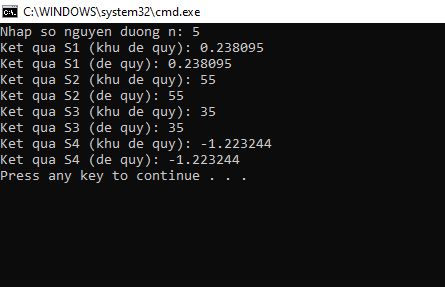 C:\WINDOWS\system32\cmd.exe
Nhap so nguyen duong n: 5
Ket qua S1 (khu de quy): 0.238095
Ket qua S1 (de quy): 0.238095
Ket qua S2 (khu de quy): 55
Ket qua S2 (de quy): 55
Ket qua S3 (khu de quy): 35
Ket qua S3 (de quy): 35
Ket qua S4 (khu de quy): -1.223244
Ket qua S4 (de quy): -1.223244
Press any key to continue . . .